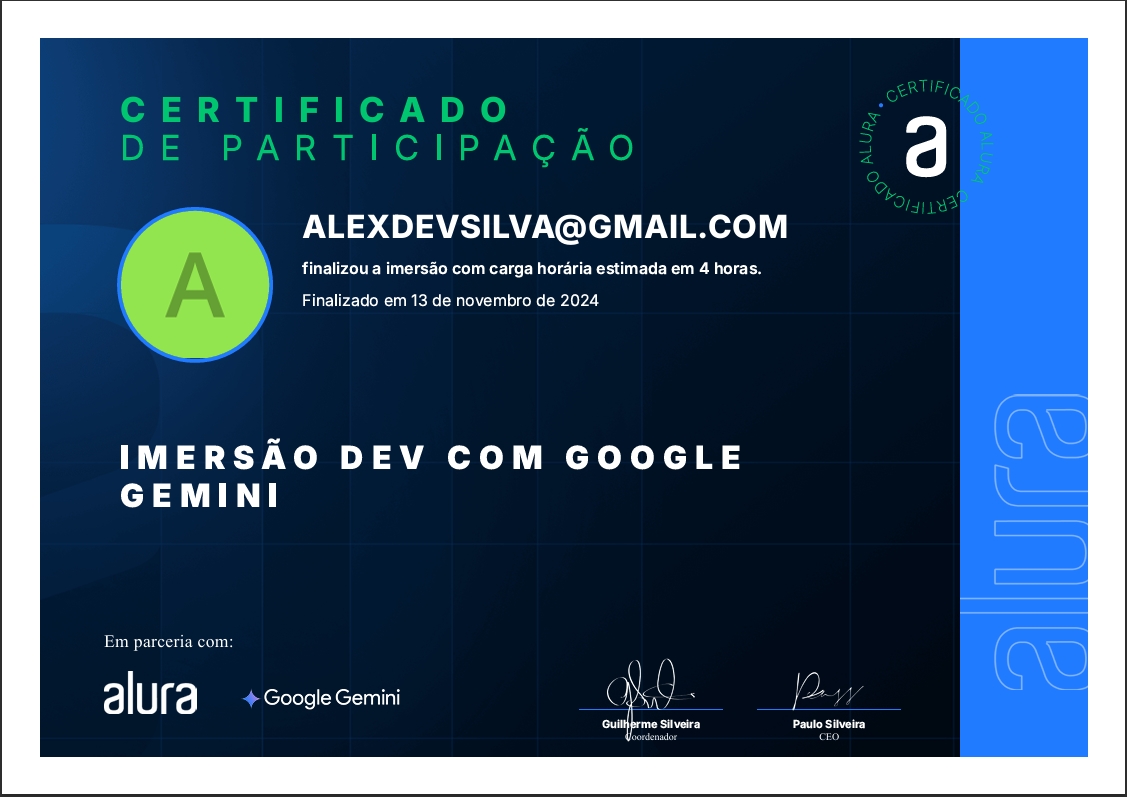 CERTIFICADO
DE PARTICIPAÇÃO
CERTIFICADO ALURA CERTIFICADO ALURA •
a
A
ALEXDEVSILVA@GMAIL.COM
finalizou a imersão com carga horária estimada em 4 horas.
Finalizado em 13 de novembro de 2024
IMERSÃO DEV COM GOOGLE
GEMINI
Em parceria com:
alura
Google Gemini
Guilherme Silveira
Coordenador
Paulo Silveira
CEO
alura